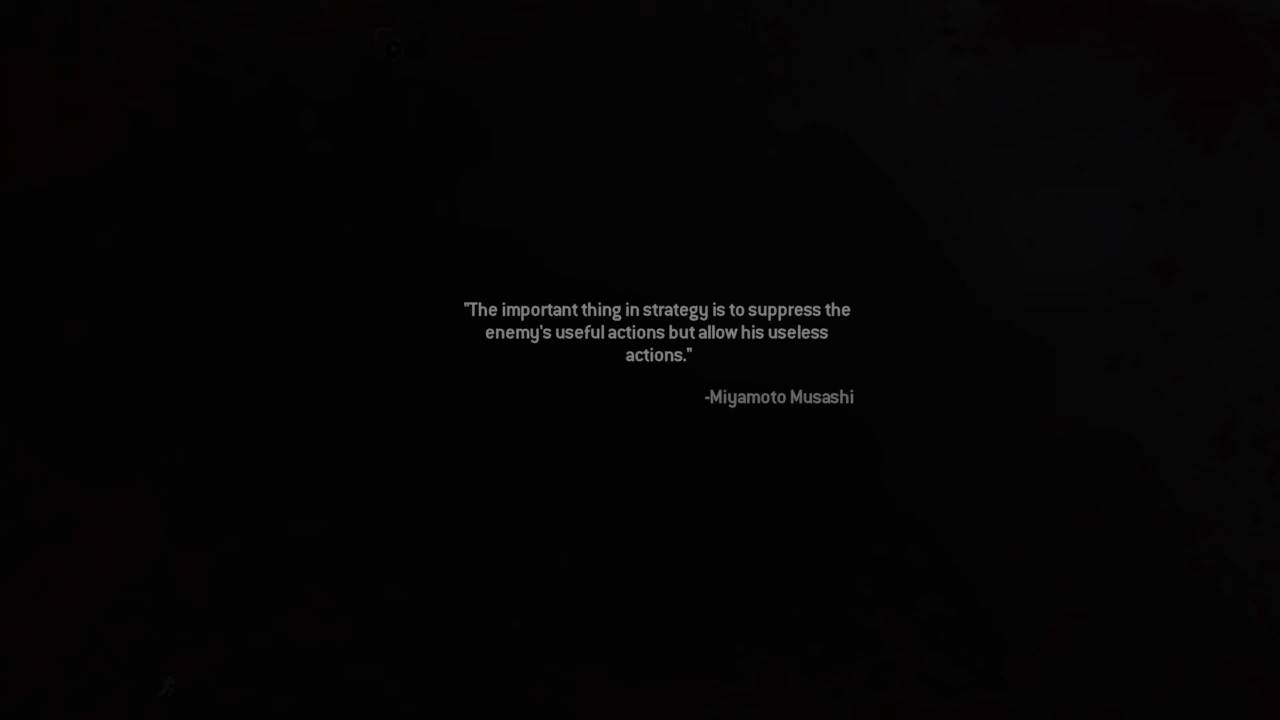 "The important thing in strategy is to suppress the
enemy's useful actions but allow his useless
actions."
-Miyamoto Musashi